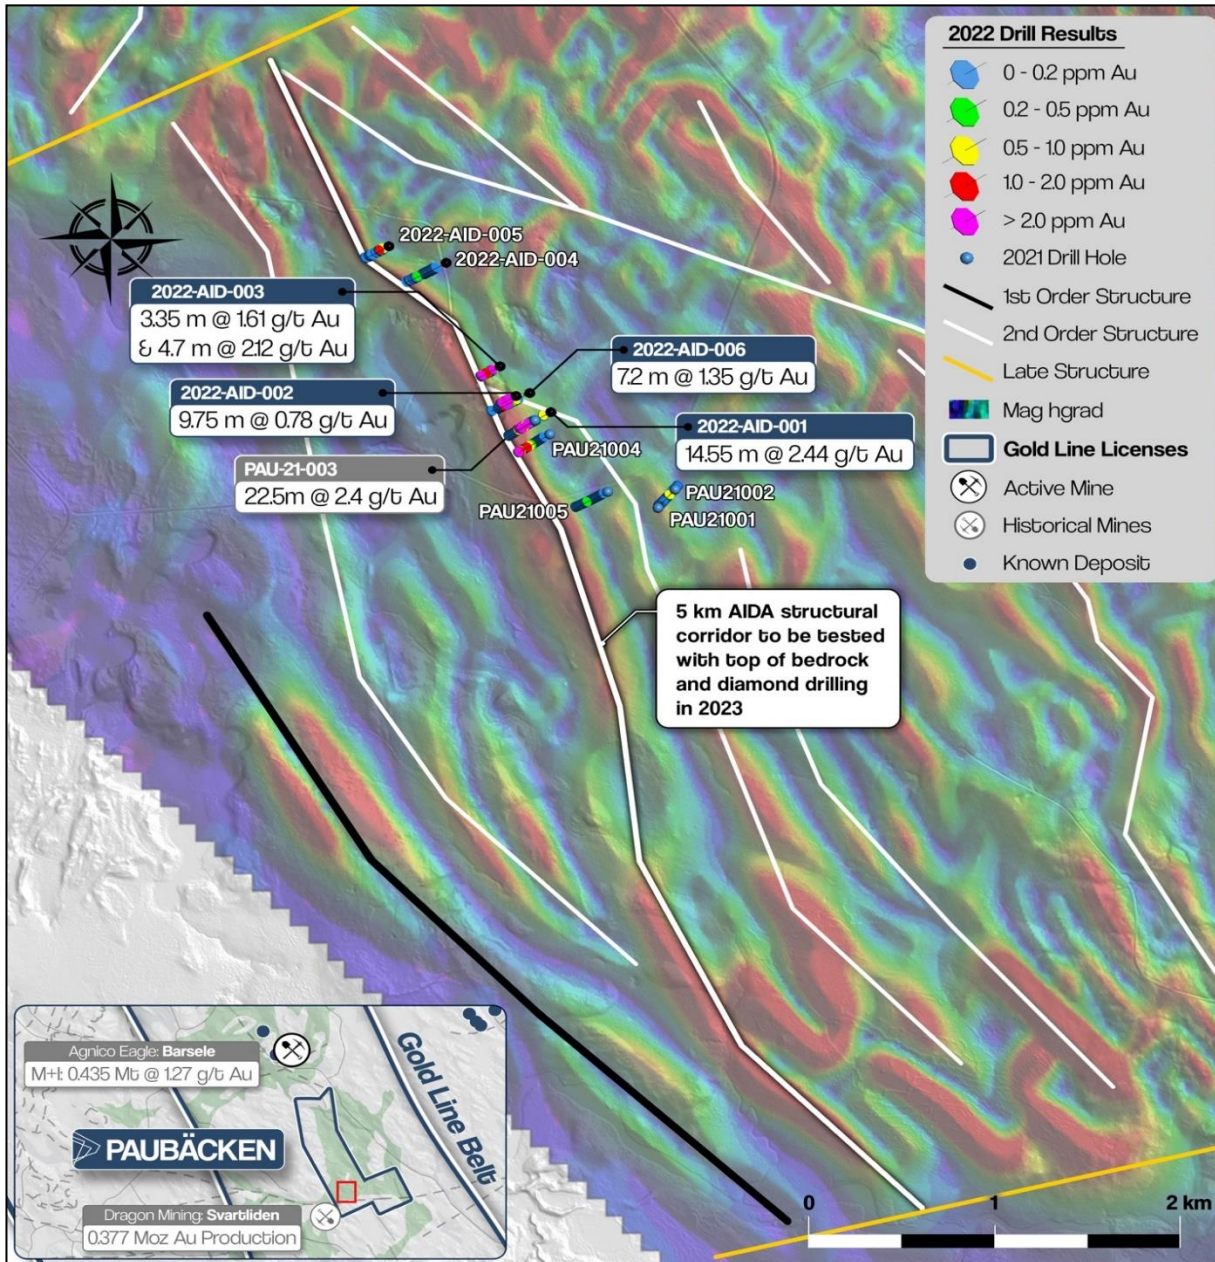 2022 Drill Results
0 - 0.2 ppm Au
0.2 - 0.5 ppm Au
0.5 - 1.0 ppm Au
1.0 - 2.0 ppm Au
> 2.0 ppm Au
2021 Drill Hole
1st Order Structure
2nd Order Structure
Late Structure
Mag hgrad
Gold Line Licenses
Active Mine
Historical Mines
Known Deposit
2022-AID-005
2022-AID-004
2022-AID-003
3.35 m @ 1.61 g/t Au
& 4.7 m @ 2.12 g/t Au
2022-AID-006
7.2 m @ 1.35 g/t Au
2022-AID-002
9.75 m @ 0.78 g/t Au
2022-AID-001
14.55 m @ 2.44 g/t Au
PAU21004
PAU-21-003
22.5m @ 2.4 g/t Au
PAU21005
PAU21002
PAU21001
5 km AIDA structural
corridor to be tested
with top of bedrock
and diamond drilling
in 2023
Agnico Eagle: Barsele
M+I: 0.435 Mt @ 1.27 g/t Au
Gold Line Belt
PAUBÄCKEN
Dragon Mining: Svartliden
0.377 Moz Au Production
0 1 2 km